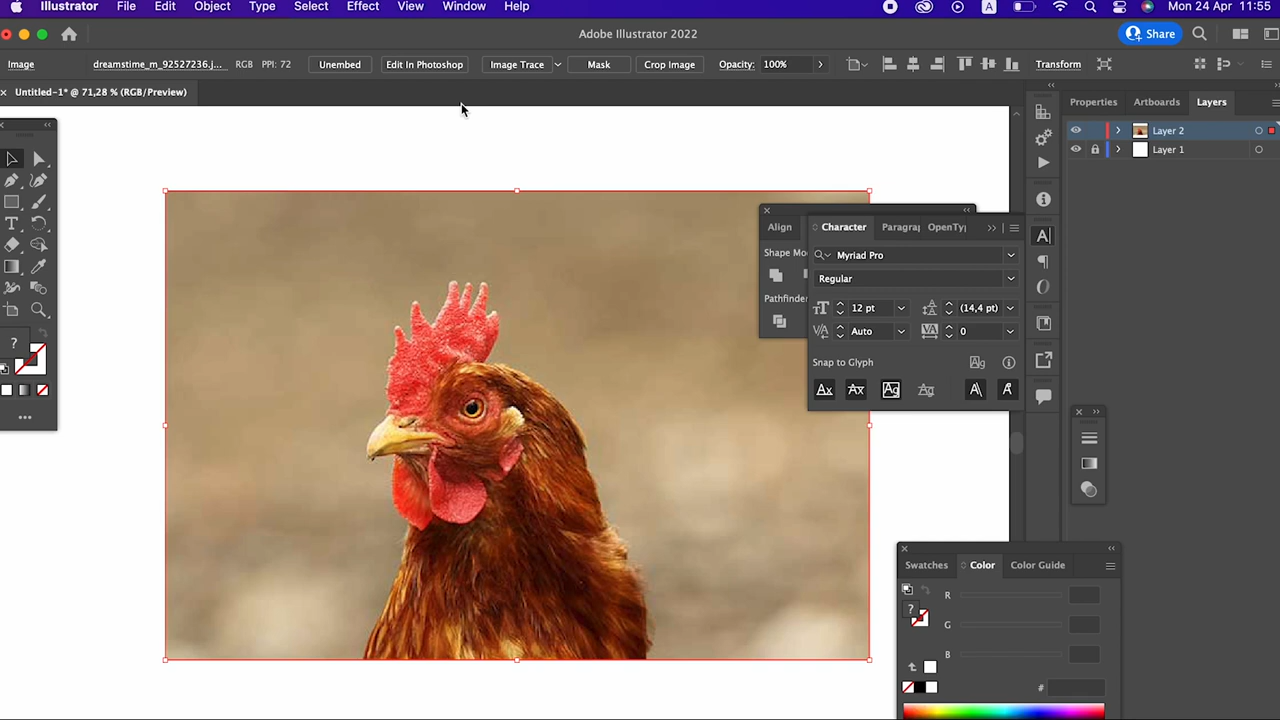 Illustrator File Edit Object Type Select Effect View Window Help A Mon 24 Apr 11:55
Adobe Illustrator 2022 Share
Image dreamstime_m_92527236.j... RGB PPI: 72 Unembed Edit In Photoshop Image Trace Mask Crop Image Opacity: 100% Transform
Untitled-1* @ 71,28 % (RGB/Preview)
Properties Artboards Layers
Layer 2
Layer 1
Align
Character Paragra OpenTy
Shape Mo
Myriad Pro
Regular
Pathfinder
12 pt (14,4 pt)
Auto 0
Snap to Glyph
Swatches Color Color Guide
R
G
B
#